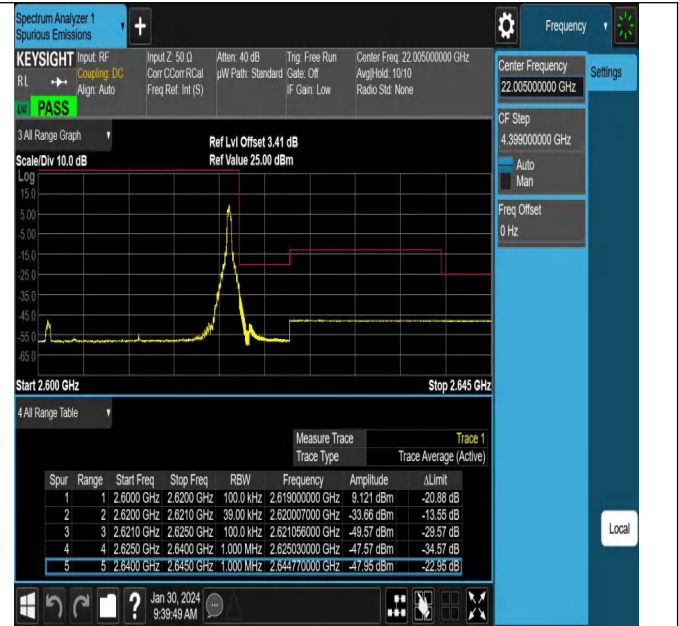 Spectrum Analyzer 1
Spurious Emissions
Frequency
KEYSIGHT
RL
Input: RF
Coupling: DC
Align: Auto
Input Z: 50 Ω
Corr CCorr RCal
Freq Ref: Int (S)
Atten: 40 dB
µW Path: Standard
Trig: Free Run
Gate: Off
IF Gain: Low
Center Freq: 22.005000000 GHz
Avg|Hold: 10/10
Radio Std: None
PASS
3 All Range Graph
Ref Lvl Offset 3.41 dB
Scale/Div 10.0 dB
Ref Value 25.00 dBm
Log
15.0
5.00
-5.00
-15.0
-25.0
-35.0
-45.0
-55.0
-65.0
Start 2.600 GHz
Stop 2.645 GHz
4 All Range Table
Measure Trace Trace 1
Trace Type Trace Average (Active)
Spur Range Start Freq Stop Freq RBW Frequency Amplitude ΔLimit
1 1 2.6000 GHz 2.6200 GHz 100.0 kHz 2.619000000 GHz 9.121 dBm -20.88 dB
2 2 2.6200 GHz 2.6210 GHz 39.00 kHz 2.620007000 GHz -33.66 dBm -13.55 dB
3 3 2.6210 GHz 2.6250 GHz 100.0 kHz 2.621056000 GHz -49.57 dBm -29.57 dB
4 4 2.6250 GHz 2.6400 GHz 1.000 MHz 2.625030000 GHz -47.57 dBm -34.57 dB
5 5 2.6400 GHz 2.6450 GHz 1.000 MHz 2.644770000 GHz -47.95 dBm -22.95 dB
Center Frequency
22.005000000 GHz
Settings
CF Step
4.399000000 GHz
Auto
Man
Freq Offset
0 Hz
Local
Jan 30, 2024
9:39:49 AM